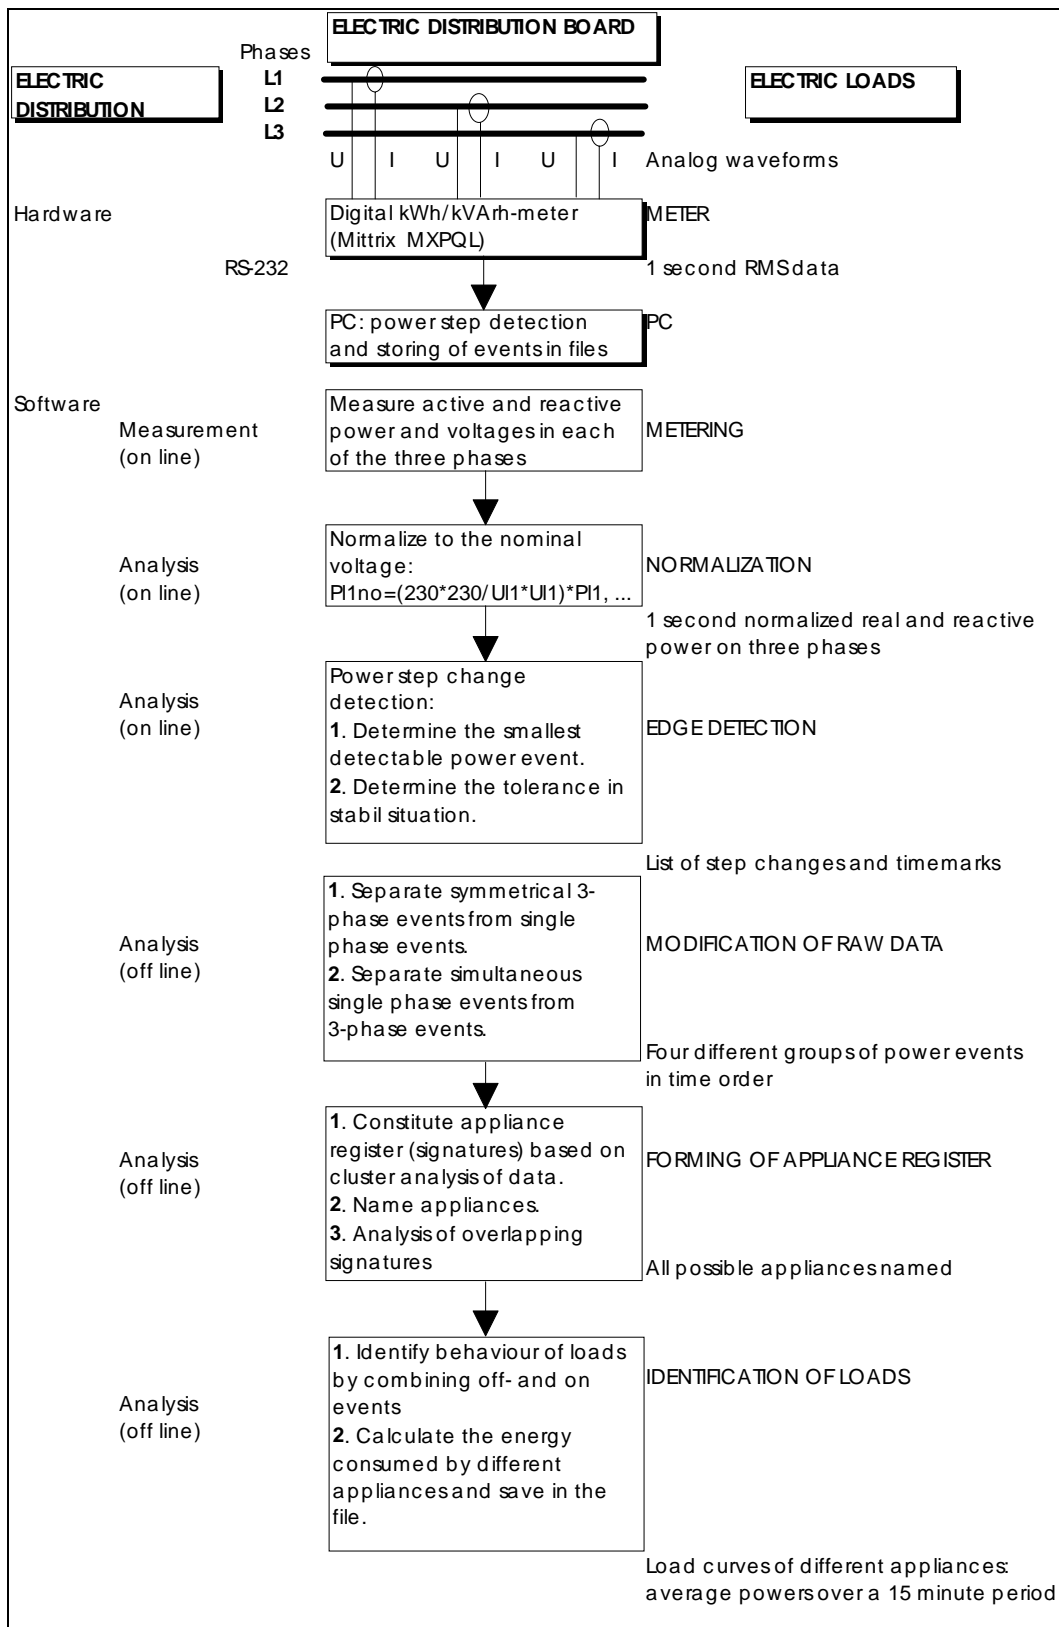 ELECTRIC DISTRIBUTION BOARD
Phases
ELECTRIC
DISTRIBUTION
L1
L2
L3
ELECTRIC LOADS
U I U I U I
Analog waveforms
Hardware
Digital kWh/kVArh-meter
(Mittrix MXPQL)
METER
RS-232
1 second RMS data
PC: power step detection
and storing of events in files
PC
Software
Measurement
(on line)
Measure active and reactive
power and voltages in each
of the three phases
METERING
Analysis
(on line)
Normalize to the nominal
voltage:
Pl1no=(230*230/Ul1*Ul1)*Pl1, ...
NORMALIZATION
1 second normalized real and reactive
power on three phases
Analysis
(on line)
Power step change
detection:
1. Determine the smallest
detectable power event.
2. Determine the tolerance in
stabil situation.
EDGE DETECTION
List of step changes and timemarks
Analysis
(off line)
1. Separate symmetrical 3-
phase events from single
phase events.
2. Separate simultaneous
single phase events from
3-phase events.
MODIFICATION OF RAW DATA
Four different groups of power events
in time order
Analysis
(off line)
1. Constitute appliance
register (signatures) based on
cluster analysis of data.
2. Name appliances.
3. Analysis of overlapping
signatures
FORMING OF APPLIANCE REGISTER
All possible appliances named
Analysis
(off line)
1. Identify behaviour of loads
by combining off- and on
events
2. Calculate the energy
consumed by different
appliances and save in the
file.
IDENTIFICATION OF LOADS
Load curves of different appliances:
average powers over a 15 minute period